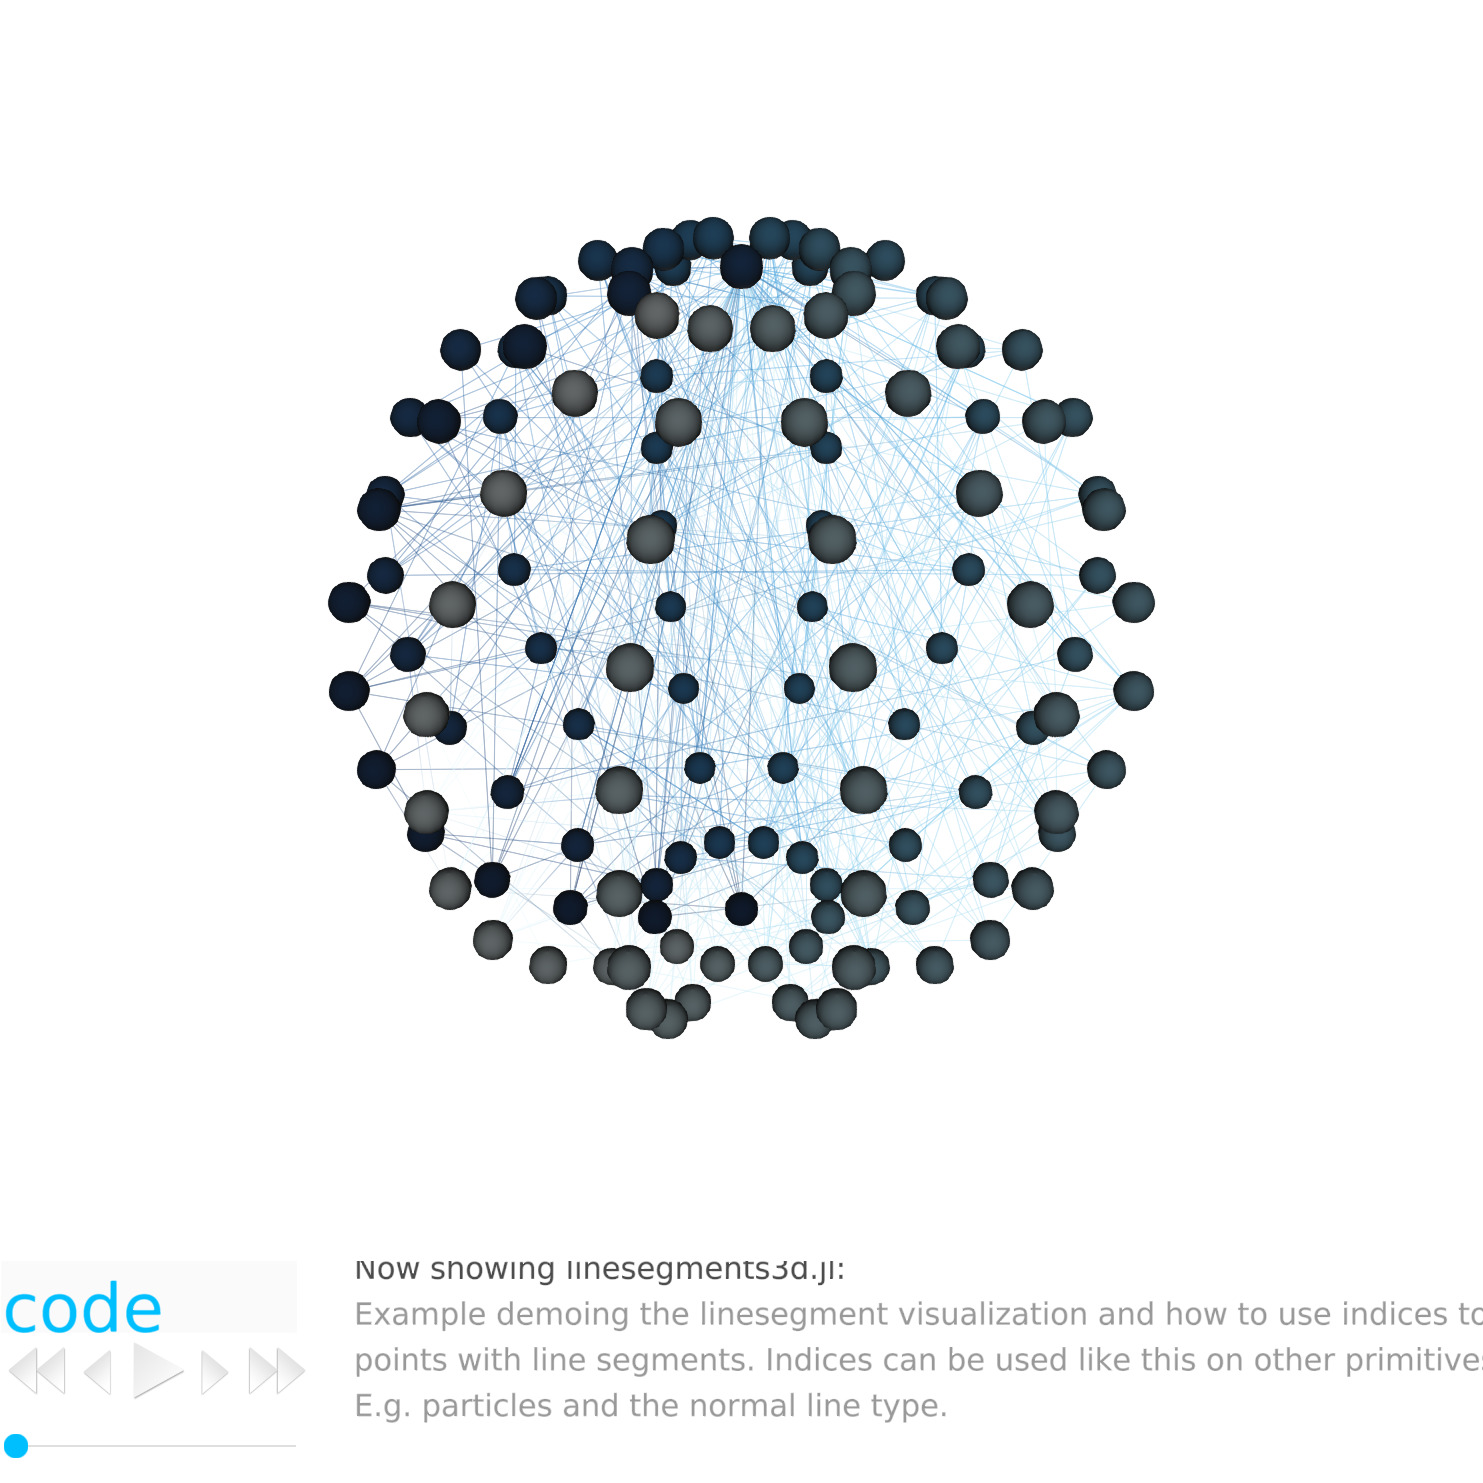 Now showing linesegments3d.jl:
code
Example demoing the linesegment visualization and how to use indices to
points with line segments. Indices can be used like this on other primitives
E.g. particles and the normal line type.